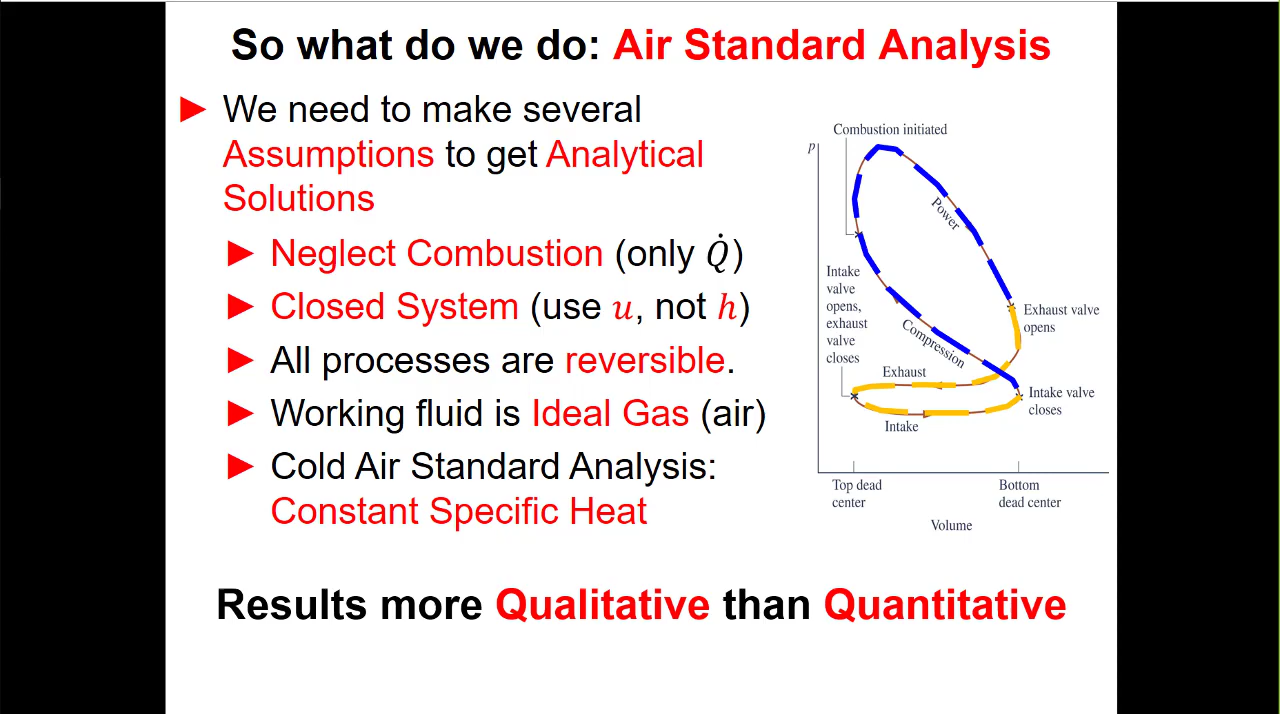 So what do we do: Air Standard Analysis
► We need to make several
Assumptions to get Analytical
Solutions
► Neglect Combustion (only Q̇)
► Closed System (use u, not h)
► All processes are reversible.
► Working fluid is Ideal Gas (air)
► Cold Air Standard Analysis:
Constant Specific Heat
Combustion initiated
p
Power
Intake
valve
opens,
exhaust
valve
closes
Exhaust valve
opens
Compression
Exhaust
Intake valve
closes
Intake
Top dead
center
Bottom
dead center
Volume
Results more Qualitative than Quantitative